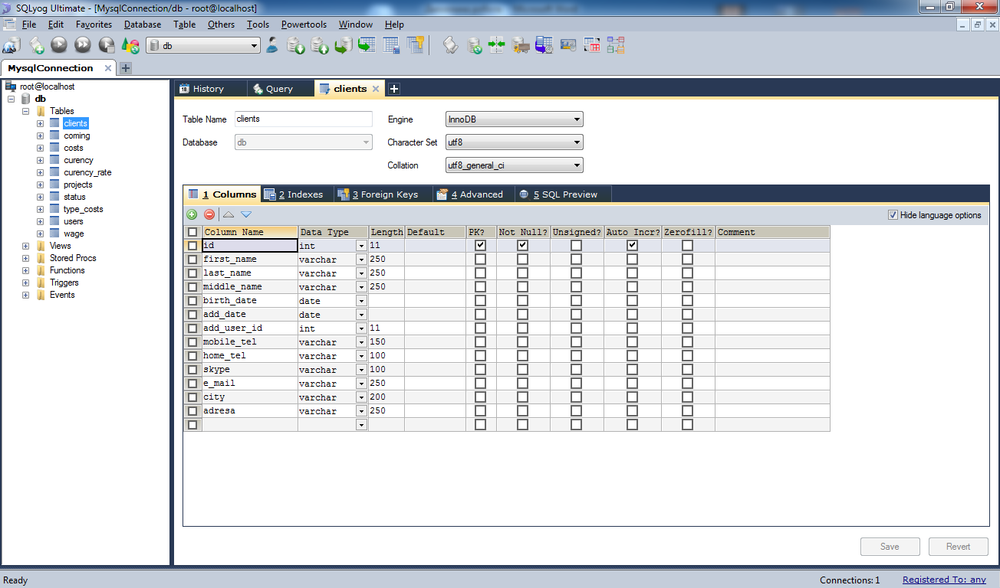 SQLyog Ultimate - [MysqlConnection/db - root@localhost]
File Edit Favorites Database Table Others Tools Powertools Window Help
db
MysqlConnection
root@localhost
db
Tables
clients
coming
costs
curency
curency_rate
projects
status
type_costs
users
wage
Views
Stored Procs
Functions
Triggers
Events
History Query clients
Table Name clients Engine InnoDB
Database db Character Set utf8
Collation utf8_general_ci
1 Columns 2 Indexes 3 Foreign Keys 4 Advanced 5 SQL Preview
Hide language options
Column Name Data Type Length Default PK? Not Null? Unsigned? Auto Incr? Zerofill? Comment
id int 11
first_name varchar 250
last_name varchar 250
middle_name varchar 250
birth_date date
add_date date
add_user_id int 11
mobile_tel varchar 150
home_tel varchar 100
skype varchar 100
e_mail varchar 250
city varchar 200
adresa varchar 250
Save Revert
Ready Connections: 1 Registered To: any